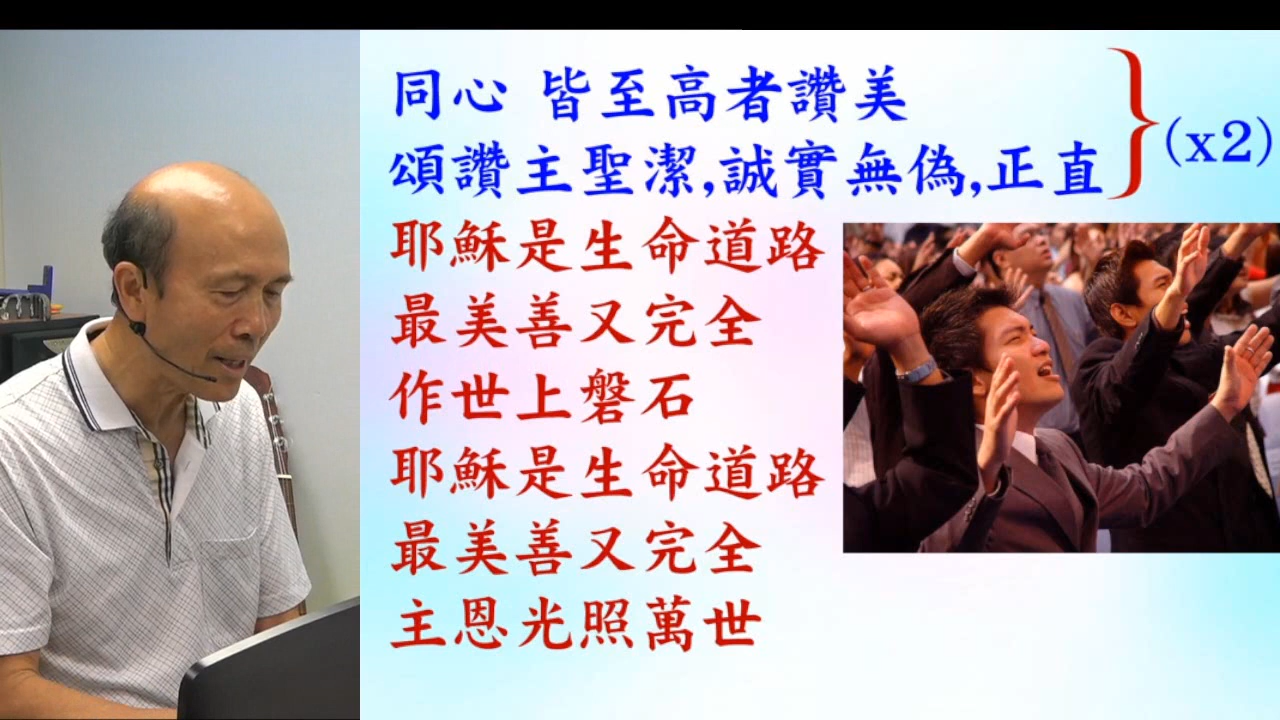 同心 皆至高者讚美
頌讚主聖潔,誠實無偽,正直
(x2)
耶穌是生命道路
最美善又完全
作世上磐石
耶穌是生命道路
最美善又完全
主恩光照萬世